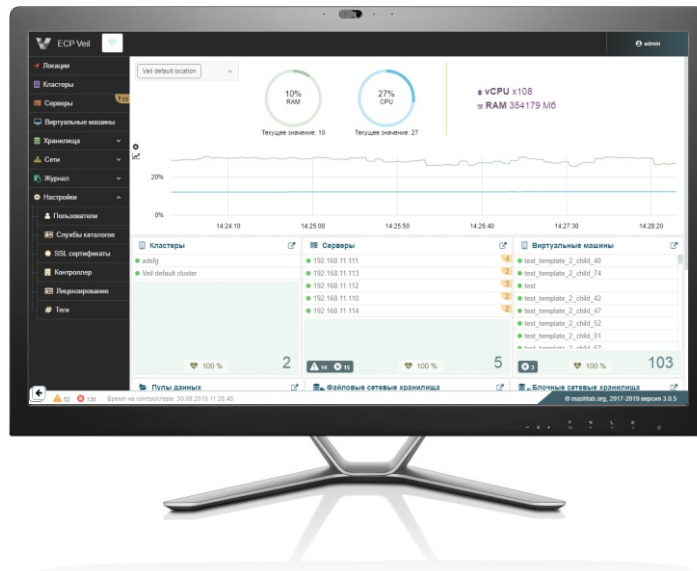 ECP Veil
admin
Локации
Кластеры
Серверы
Виртуальные машины
Хранилища
Сети
Журнал
Настройки
Пользователи
Службы каталогов
SSL сертификаты
Контроллер
Лицензирование
Теги
Veil default location
10%
RAM
Текущее значение: 10
27%
CPU
Текущее значение: 27
vCPU x108
RAM 354179 Мб
20%
0%
14:24:10 14:25:00 14:25:50 14:26:40 14:27:30 14:28:20
Кластеры
adsfg
Veil default cluster
100 %
2
Серверы
192.168.11.111 4
192.168.11.113 2
192.168.11.112 3
192.168.11.110 2
192.168.11.114 2
14 15
100 %
5
Виртуальные машины
test_template_2_child_40
test_template_2_child_74
test
test_template_2_child_42
test_template_2_child_47
test_template_2_child_52
test_template_2_child_91
test_template_2_child_67
3
100 %
103
Пулы данных
Файловые сетевые хранилища
Блочные сетевые хранилища
52 130
Время на контроллере: 30.09.2019 11:28:40
© mashtab.org, 2017-2019 версия 3.0.5